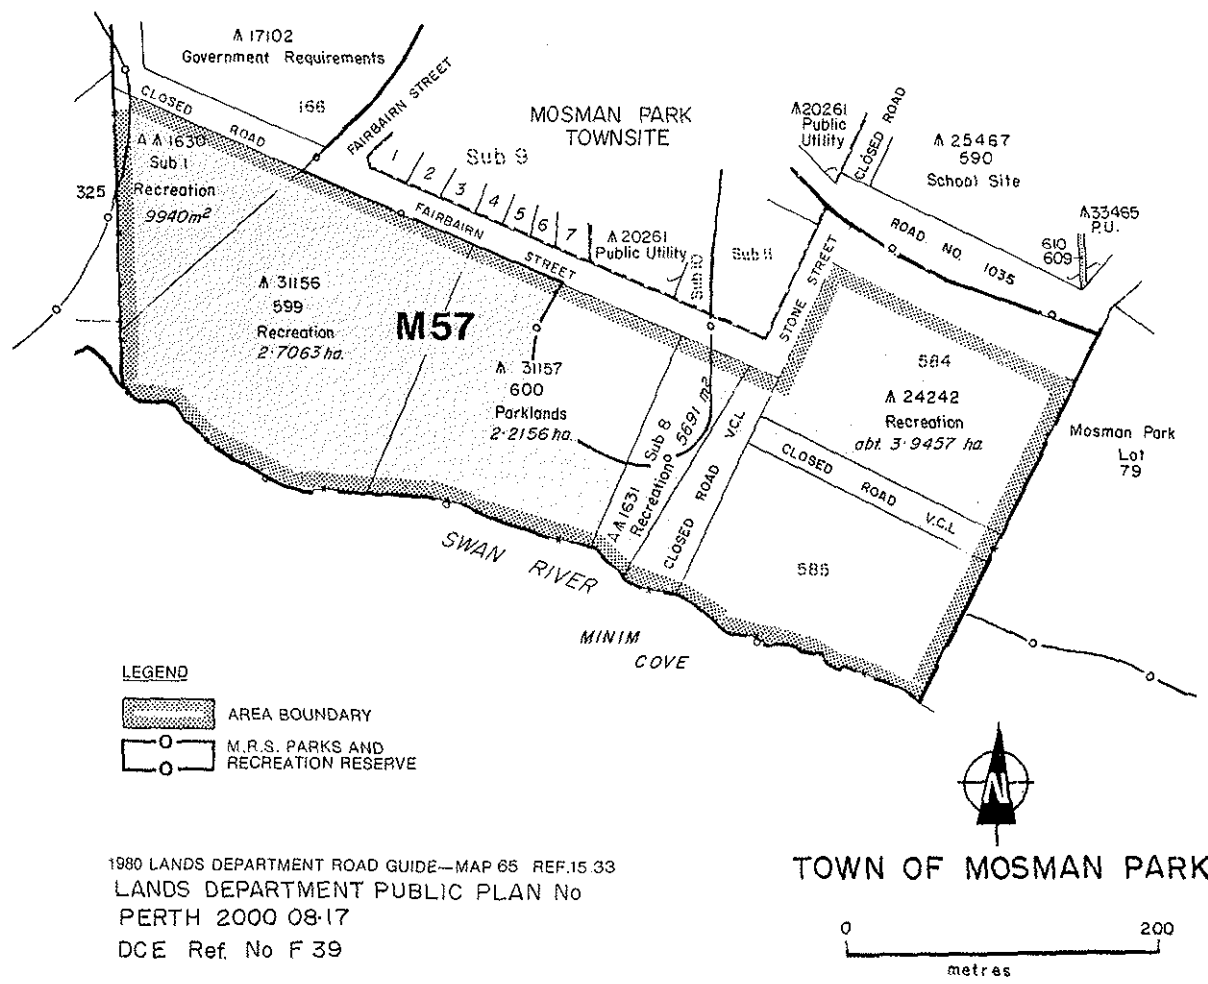 A 17102
Government Requirements
166
CLOSED ROAD
FAIRBAIRN STREET
MOSMAN PARK
TOWNSITE
Sub 9
1
2
3
4
5
6
7
A 20261
Public
Utility
CLOSED ROAD
A 25467
590
School Site
A 33465
P.U.
610
609
ROAD NO. 1035
A A 1630
Sub 1
Recreation
9940m²
325
FAIRBAIRN STREET
A 20261
Public Utility
Sub 10
Sub 11
STONE STREET
A 31156
599
Recreation
2·7063 ha.
M57
A 31157
600
Parklands
2·2156 ha.
A A 1631
Recreation
Sub 8
5691 m²
V.C.L
CLOSED ROAD
584
A 24242
Recreation
abt. 3·9457 ha.
CLOSED ROAD V.C.L
585
Mosman Park
Lot
79
SWAN RIVER
MINIM
COVE
LEGEND
AREA BOUNDARY
M.R.S. PARKS AND
RECREATION RESERVE
N
1980 LANDS DEPARTMENT ROAD GUIDE—MAP 65 REF.15.33
LANDS DEPARTMENT PUBLIC PLAN No
PERTH 2000 08·17
DCE Ref. No F 39
TOWN OF MOSMAN PARK
0 200
metres